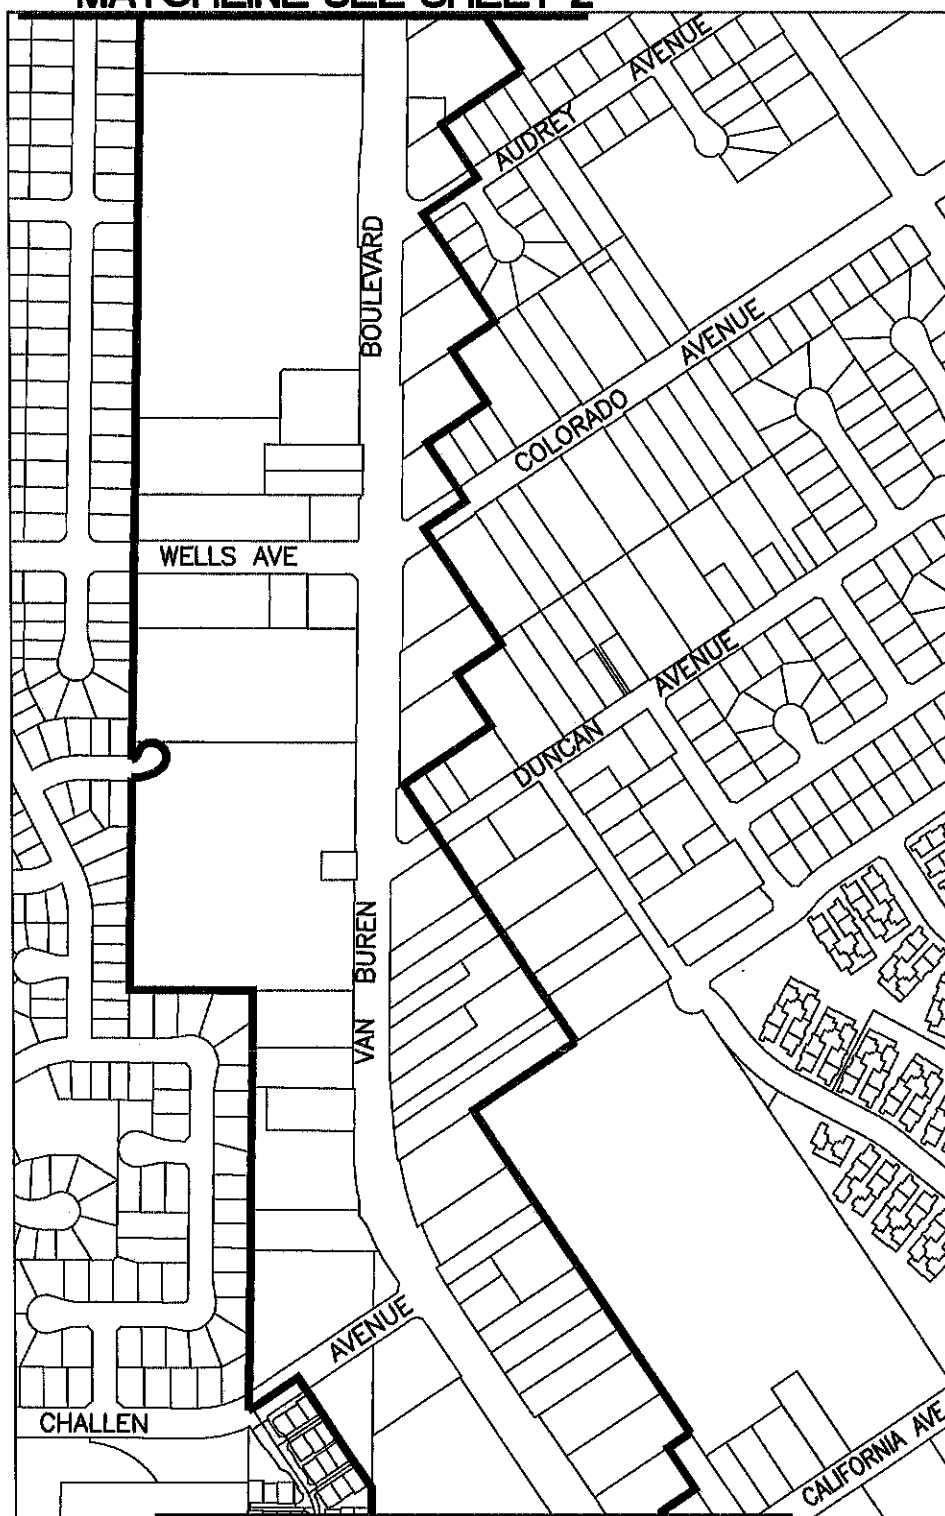 MATCHLINE SEE SHEET 2
AUDREY AVENUE
BOULEVARD
COLORADO AVENUE
WELLS AVE
DUNCAN AVENUE
VAN BUREN
AVENUE
CHALLEN
CALIFORNIA AVE